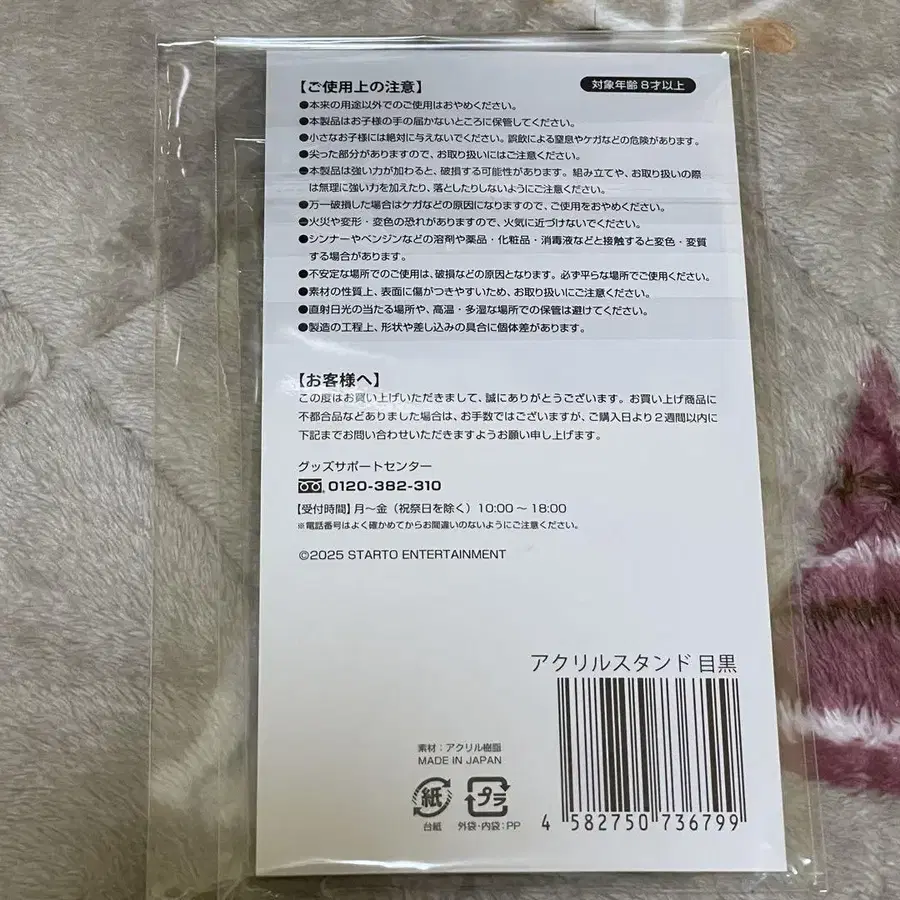 【ご使用上の注意】
対象年齢 8才以上
●本来の用途以外でのご使用はおやめください。
●本製品はお子様の手の届かないところに保管してください。
●小さなお子様には絶対に与えないでください。誤飲による窒息やケガなどの危険があります。
●尖った部分がありますので、お取り扱いにはご注意ください。
●本製品は強い力が加わると、破損する可能性があります。組み立てや、お取り扱いの際
は無理に強い力を加えたり、落としたりしないようにご注意ください。
●万一破損した場合はケガなどの原因になりますので、ご使用をおやめください。
●火災や変形・変色の恐れがありますので、火気に近づけないでください。
●シンナーやベンジンなどの溶剤や薬品・化粧品・消毒液などと接触すると変色・変質
する場合があります。
●不安定な場所でのご使用は、破損などの原因となります。必ず平らな場所でご使用ください。
●素材の性質上、表面に傷がつきやすいため、お取り扱いにご注意ください。
●直射日光の当たる場所や、高温・多湿な場所での保管は避けてください。
●製造の工程上、形状や差し込みの具合に個体差があります。
【お客様へ】
この度はお買い上げいただきまして、誠にありがとうございます。お買い上げ商品に
不都合品などありました場合は、お手数ではございますが、ご購入日より2週間以内に
下記までお問い合わせいただきますようお願い申し上げます。
グッズサポートセンター
0120-382-310
【受付時間】月～金（祝祭日を除く）10:00～18:00
※電話番号はよく確かめてからお間違いのないようにご注意ください。
©2025 STARTO ENTERTAINMENT
アクリルスタンド 目黒
素材：アクリル樹脂
MADE IN JAPAN
紙
プラ
台紙
外袋・内袋：PP
4 582750 736799